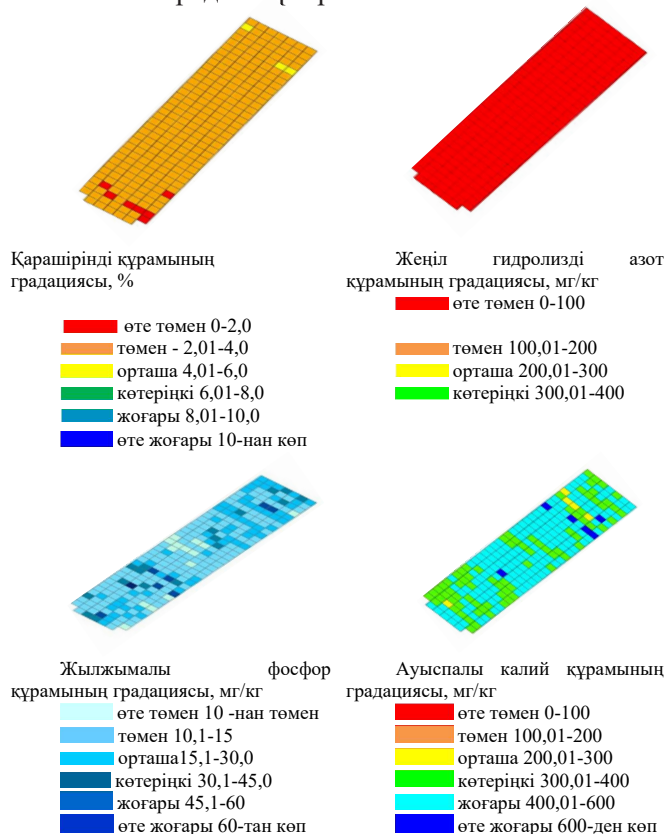 Қарашірінді құрамының
градациясы, %
өте төмен 0-2,0
төмен - 2,01-4,0
орташа 4,01-6,0
көтеріңкі 6,01-8,0
жоғары 8,01-10,0
өте жоғары 10-нан көп
Жеңіл гидролизді азот
құрамының градациясы, мг/кг
өте төмен 0-100
төмен 100,01-200
орташа 200,01-300
көтеріңкі 300,01-400
Жылжымалы фосфор
құрамының градациясы, мг/кг
өте төмен 10 -нан төмен
төмен 10,1-15
орташа15,1-30,0
көтеріңкі 30,1-45,0
жоғары 45,1-60
өте жоғары 60-тан көп
Ауыспалы калий құрамының
градациясы, мг/кг
өте төмен 0-100
төмен 100,01-200
орташа 200,01-300
көтеріңкі 300,01-400
жоғары 400,01-600
өте жоғары 600-ден көп